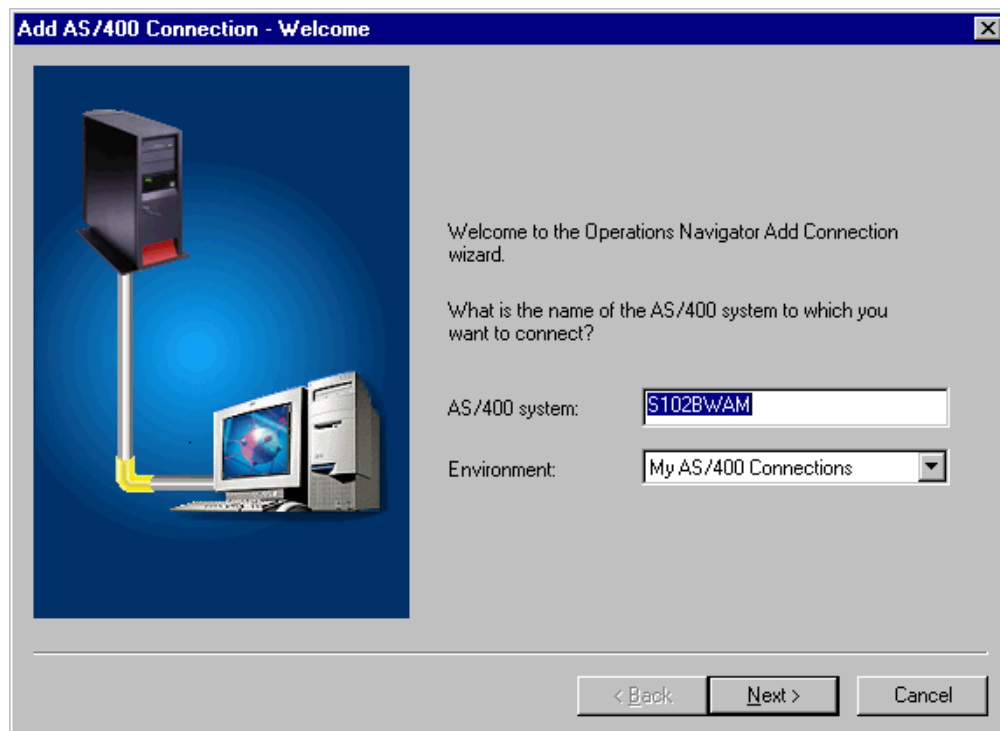 Add AS/400 Connection - Welcome
Welcome to the Operations Navigator Add Connection
wizard.
What is the name of the AS/400 system to which you
want to connect?
AS/400 system:
S102BWAM
Environment:
My AS/400 Connections
< Back
Next >
Cancel